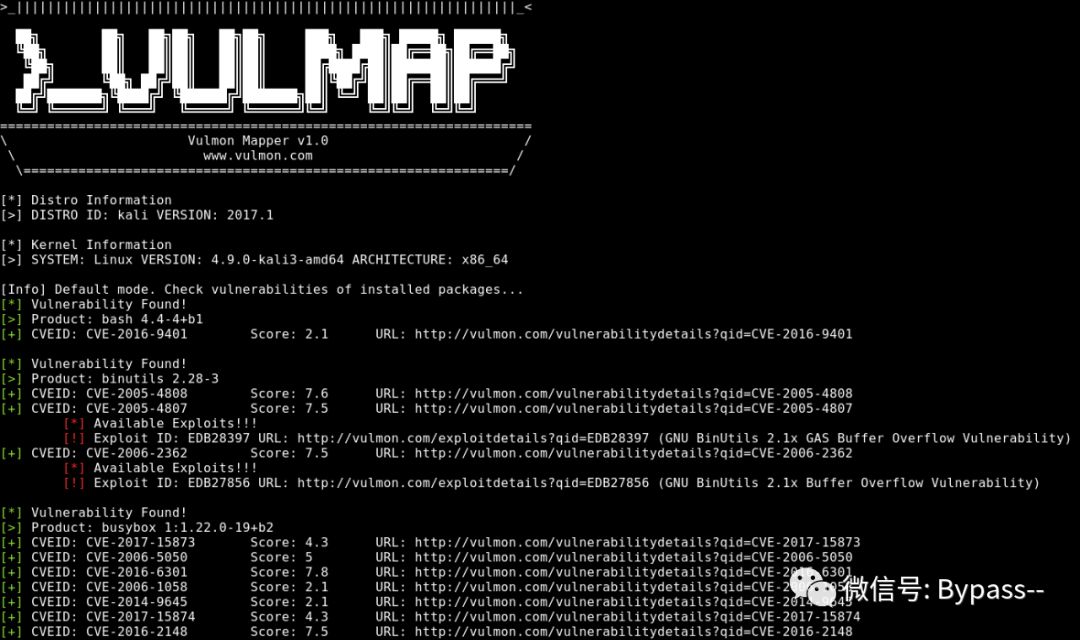 >_||||||||||||||||||||||||||||||||||||||||||||||||||||||||||||||||_<
>_VULMAP
====================================================================
\ Vulmon Mapper v1.0 /
\ www.vulmon.com /
\==============================================================/
[*] Distro Information
[>] DISTRO ID: kali VERSION: 2017.1
[*] Kernel Information
[>] SYSTEM: Linux VERSION: 4.9.0-kali3-amd64 ARCHITECTURE: x86_64
[Info] Default mode. Check vulnerabilities of installed packages...
[*] Vulnerability Found!
[>] Product: bash 4.4-4+b1
[+] CVEID: CVE-2016-9401 Score: 2.1 URL: http://vulmon.com/vulnerabilitydetails?qid=CVE-2016-9401
[*] Vulnerability Found!
[>] Product: binutils 2.28-3
[+] CVEID: CVE-2005-4808 Score: 7.6 URL: http://vulmon.com/vulnerabilitydetails?qid=CVE-2005-4808
[+] CVEID: CVE-2005-4807 Score: 7.5 URL: http://vulmon.com/vulnerabilitydetails?qid=CVE-2005-4807
[*] Available Exploits!!!
[!] Exploit ID: EDB28397 URL: http://vulmon.com/exploitdetails?qid=EDB28397 (GNU BinUtils 2.1x GAS Buffer Overflow Vulnerability)
[+] CVEID: CVE-2006-2362 Score: 7.5 URL: http://vulmon.com/vulnerabilitydetails?qid=CVE-2006-2362
[*] Available Exploits!!!
[!] Exploit ID: EDB27856 URL: http://vulmon.com/exploitdetails?qid=EDB27856 (GNU BinUtils 2.1x Buffer Overflow Vulnerability)
[*] Vulnerability Found!
[>] Product: busybox 1:1.22.0-19+b2
[+] CVEID: CVE-2017-15873 Score: 4.3 URL: http://vulmon.com/vulnerabilitydetails?qid=CVE-2017-15873
[+] CVEID: CVE-2006-5050 Score: 5 URL: http://vulmon.com/vulnerabilitydetails?qid=CVE-2006-5050
[+] CVEID: CVE-2016-6301 Score: 7.8 URL: http://vulmon.com/vulnerabilitydetails?qid=CVE-2016-6301
[+] CVEID: CVE-2006-1058 Score: 2.1 URL: http://vulmon.com/vulnerabilitydetails?qid=CVE-2006-1058
[+] CVEID: CVE-2014-9645 Score: 2.1 URL: http://vulmon.com/vulnerabilitydetails?qid=CVE-2014-9645
[+] CVEID: CVE-2017-15874 Score: 4.3 URL: http://vulmon.com/vulnerabilitydetails?qid=CVE-2017-15874
[+] CVEID: CVE-2016-2148 Score: 7.5 URL: http://vulmon.com/vulnerabilitydetails?qid=CVE-2016-2148
微信号: Bypass--